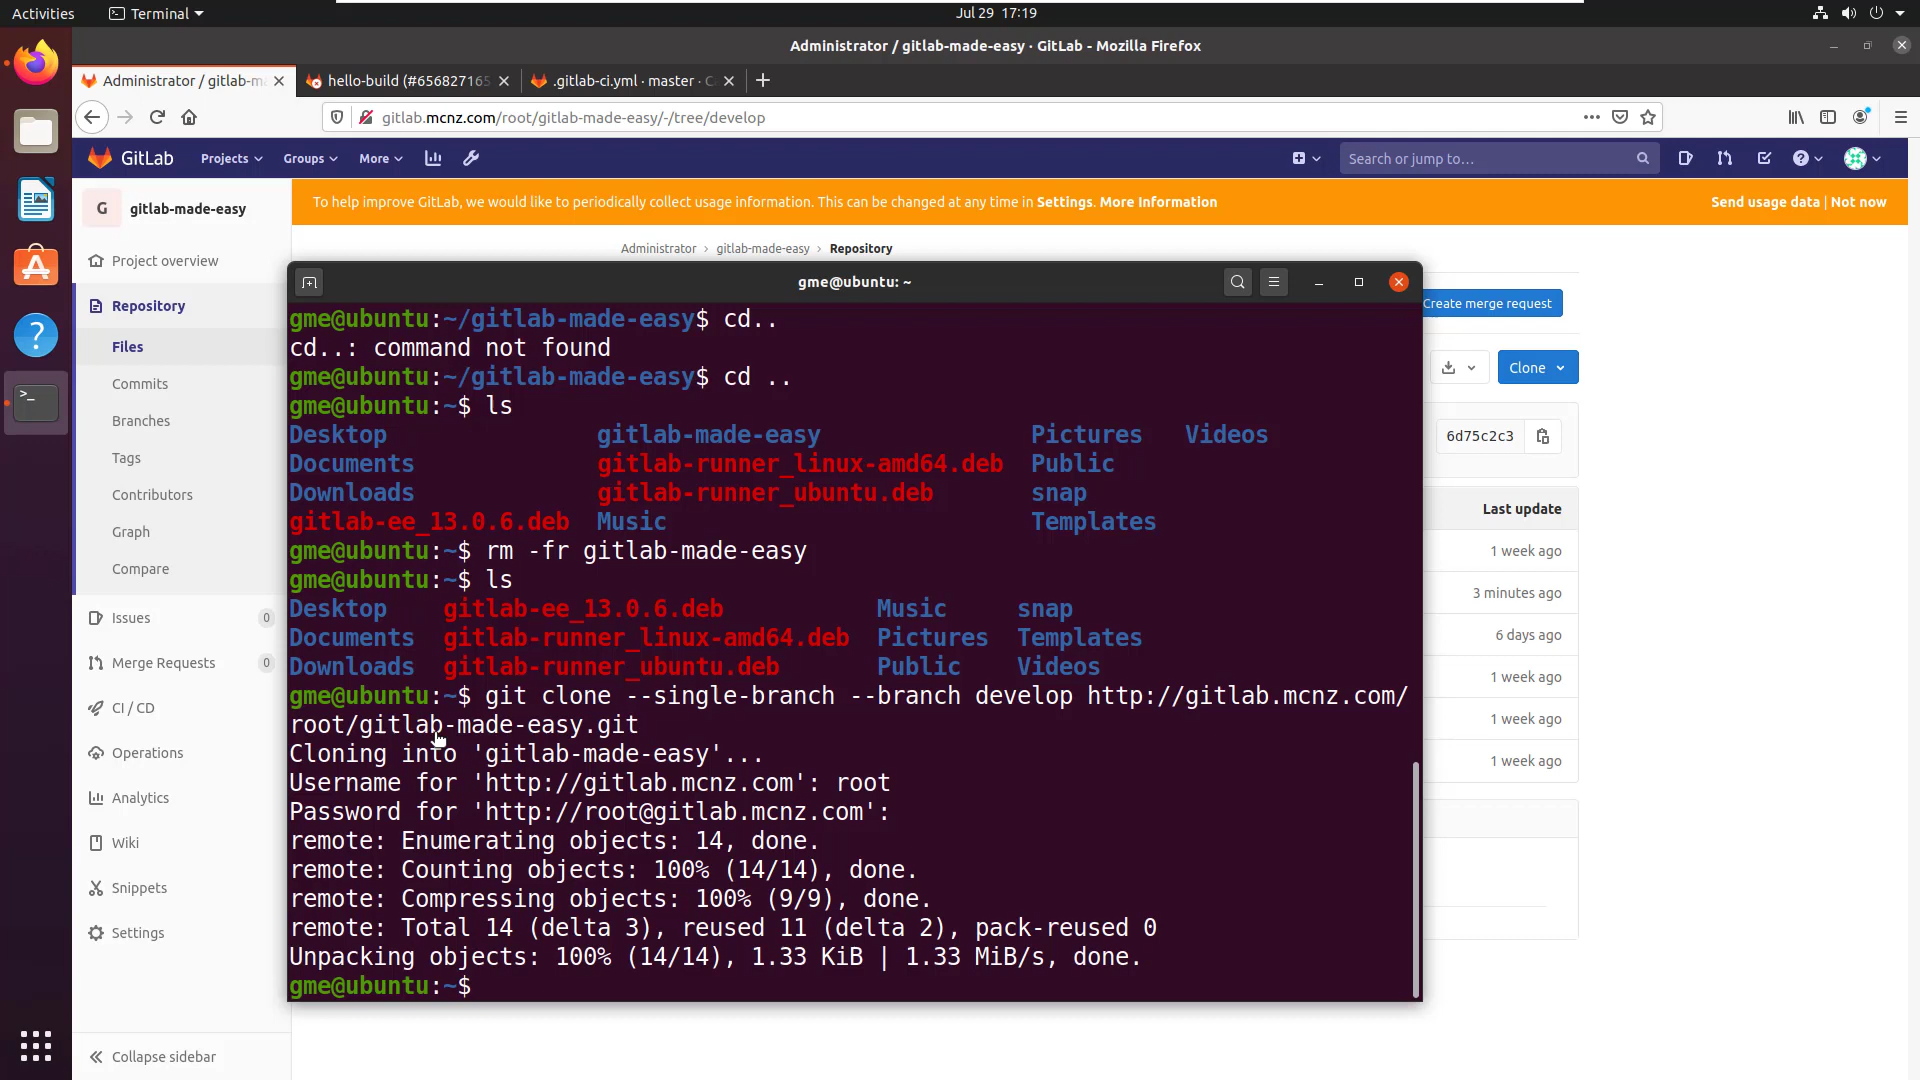 Activities
Terminal
Jul 29 17:19
Administrator / gitlab-made-easy · GitLab - Mozilla Firefox
Administrator / gitlab-ma
hello-build (#656827165
.gitlab-ci.yml · master · C
gitlab.mcnz.com/root/gitlab-made-easy/-/tree/develop
GitLab
Projects
Groups
More
Search or jump to...
G gitlab-made-easy
To help improve GitLab, we would like to periodically collect usage information. This can be changed at any time in Settings. More Information
Send usage data | Not now
Administrator › gitlab-made-easy › Repository
Project overview
Repository
Files
Commits
Branches
Tags
Contributors
Graph
Compare
Issues 0
Merge Requests 0
CI / CD
Operations
Analytics
Wiki
Snippets
Settings
Collapse sidebar
gme@ubuntu: ~
gme@ubuntu:~/gitlab-made-easy$ cd..
cd..: command not found
gme@ubuntu:~/gitlab-made-easy$ cd ..
gme@ubuntu:~$ ls
Desktop gitlab-made-easy Pictures Videos
Documents gitlab-runner_linux-amd64.deb Public
Downloads gitlab-runner_ubuntu.deb snap
gitlab-ee_13.0.6.deb Music Templates
gme@ubuntu:~$ rm -fr gitlab-made-easy
gme@ubuntu:~$ ls
Desktop gitlab-ee_13.0.6.deb Music snap
Documents gitlab-runner_linux-amd64.deb Pictures Templates
Downloads gitlab-runner_ubuntu.deb Public Videos
gme@ubuntu:~$ git clone --single-branch --branch develop http://gitlab.mcnz.com/
root/gitlab-made-easy.git
Cloning into 'gitlab-made-easy'...
Username for 'http://gitlab.mcnz.com': root
Password for 'http://root@gitlab.mcnz.com':
remote: Enumerating objects: 14, done.
remote: Counting objects: 100% (14/14), done.
remote: Compressing objects: 100% (9/9), done.
remote: Total 14 (delta 3), reused 11 (delta 2), pack-reused 0
Unpacking objects: 100% (14/14), 1.33 KiB | 1.33 MiB/s, done.
gme@ubuntu:~$
Create merge request
Clone
6d75c2c3
Last update
1 week ago
3 minutes ago
6 days ago
1 week ago
1 week ago
1 week ago